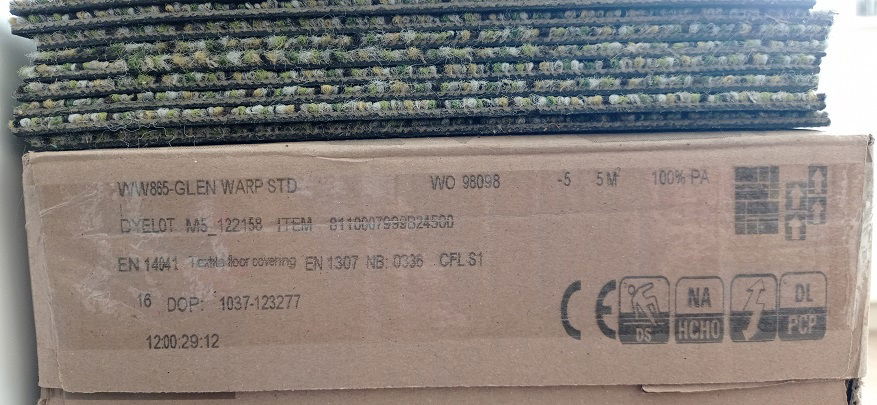 WW865-GLEN WARP STD WO 98098 -5 5 M² 100% PA
DYELOT M5_122158 ITEM
EN 14041 Textile floor covering EN 1307 NB: 0336 CFL S1
16 DOP: 1037-123277
12:00:29:12
CE
DS
NA
HCHO
DL
PCP